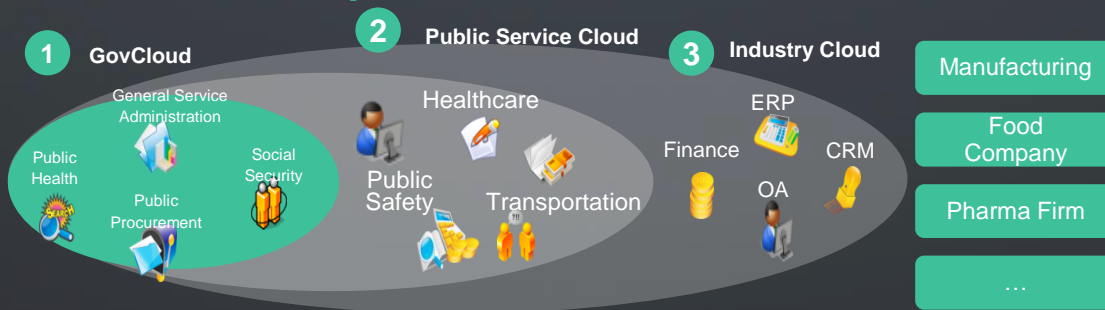 1
GovCloud
2
Public Service Cloud
3
Industry Cloud
General Service
Administration
Public
Health
Social
Security
Public
Procurement
SEARCH
Healthcare
Public
Safety
Transportation
?!!
ERP
Finance
CRM
OA
Manufacturing
Food
Company
Pharma Firm
…